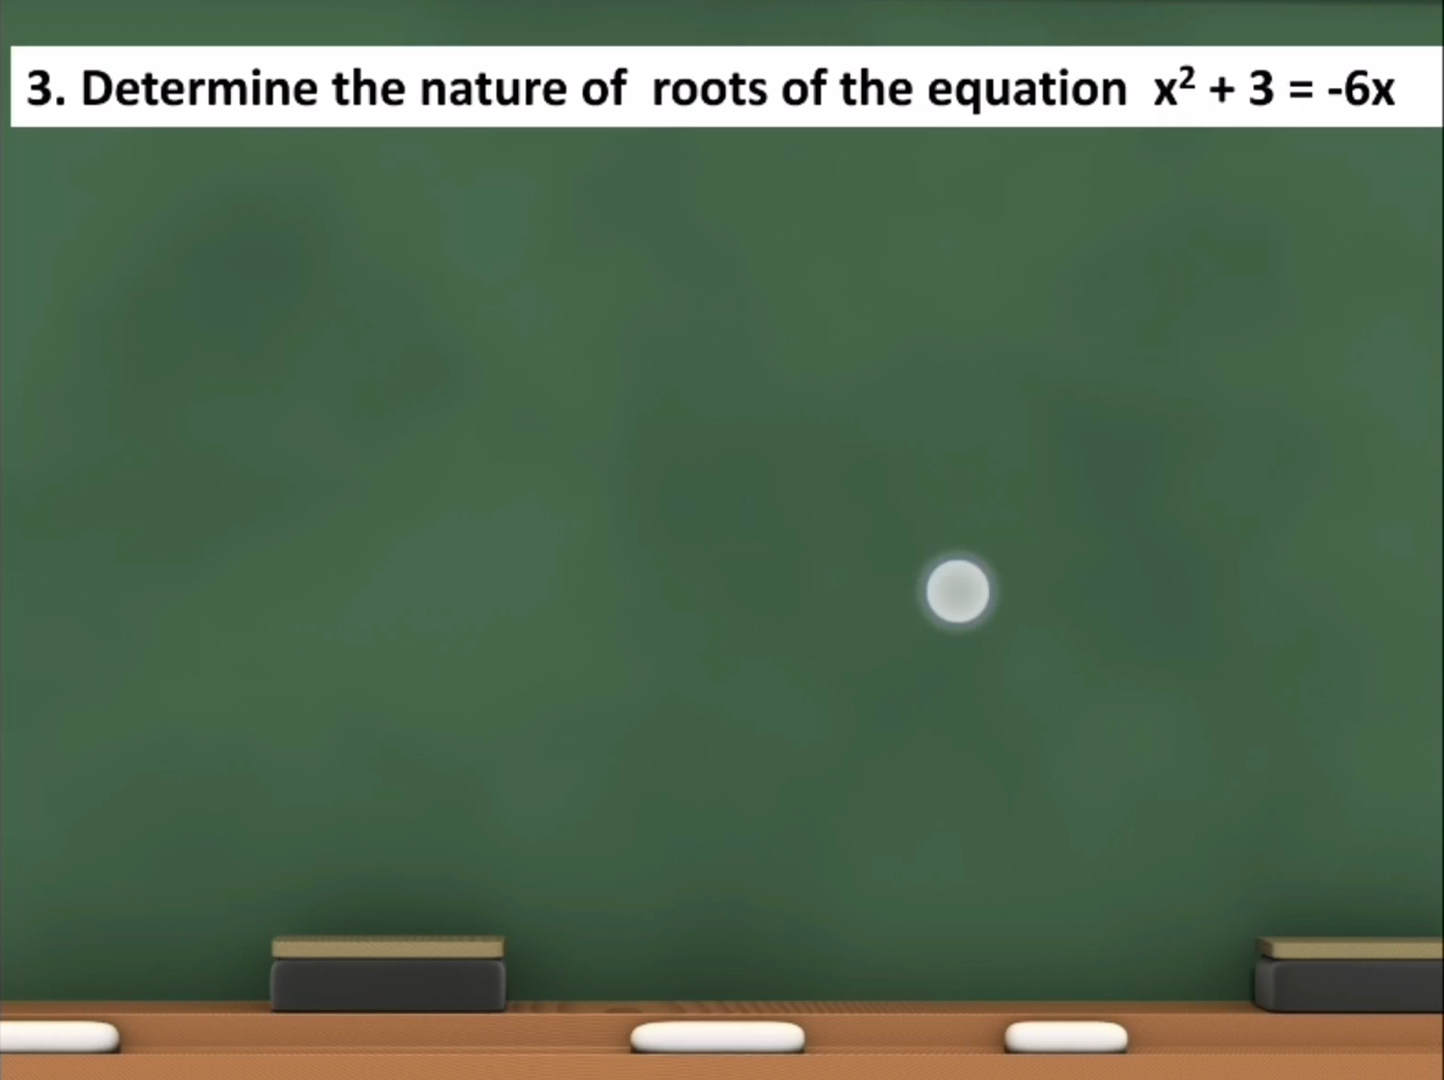 3. Determine the nature of roots of the equation x² + 3 = -6x